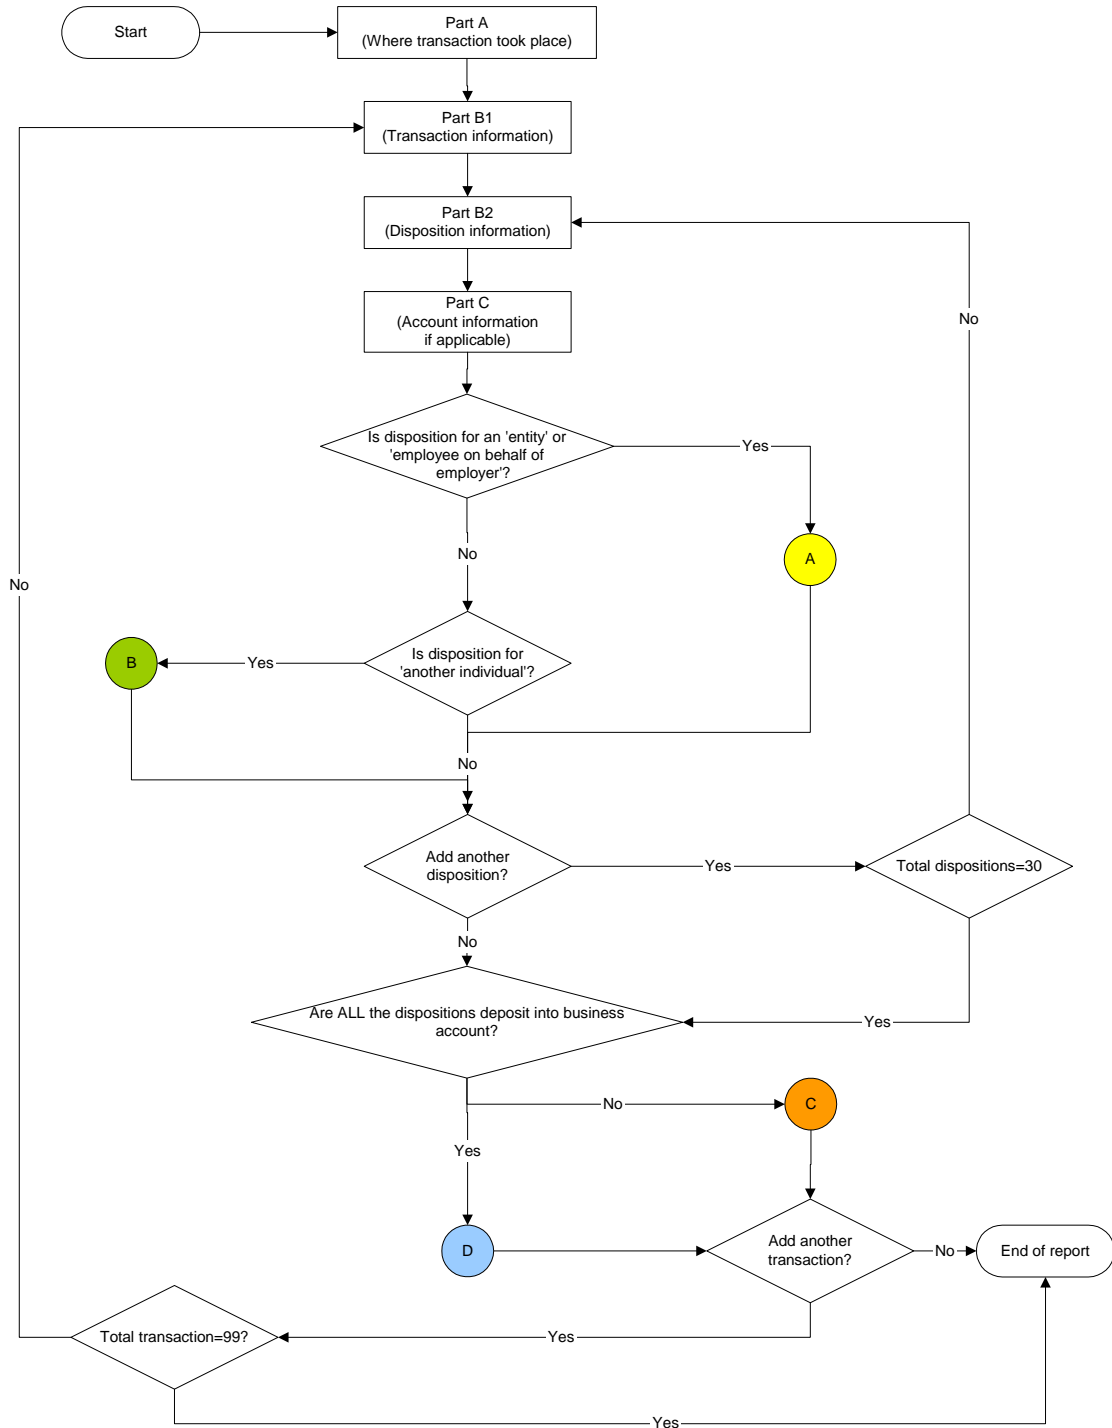 Start
Part A
(Where transaction took place)
Part B1
(Transaction information)
Part B2
(Disposition information)
No
Part C
(Account information
if applicable)
Is disposition for an 'entity' or
'employee on behalf of
employer'?
Yes
No
A
No
B
Yes
Is disposition for
'another individual'?
No
Add another
disposition?
Yes
Total dispositions=30
No
Are ALL the dispositions deposit into business
account?
Yes
No
C
Yes
D
Add another
transaction?
No
End of report
Total transaction=99?
Yes
Yes